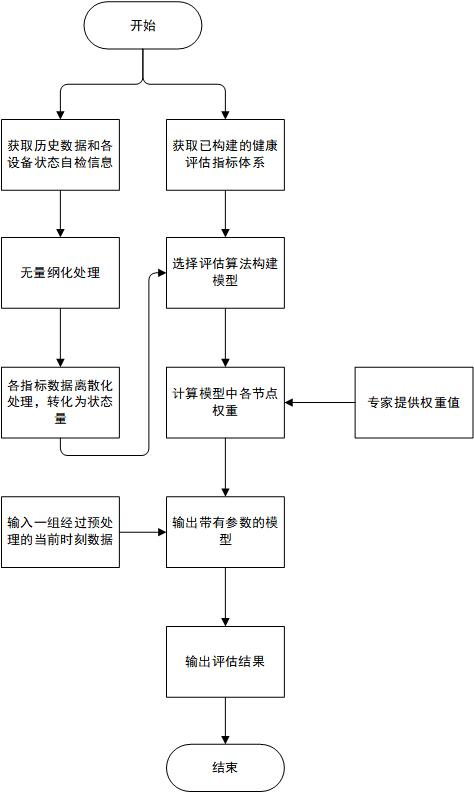 开始
获取历史数据和各
设备状态自检信息
获取已构建的健康
评估指标体系
无量纲化处理
选择评估算法构建
模型
各指标数据离散化
处理，转化为状态
量
计算模型中各节点
权重
专家提供权重值
输入一组经过预处
理的当前时刻数据
输出带有参数的模
型
输出评估结果
结束